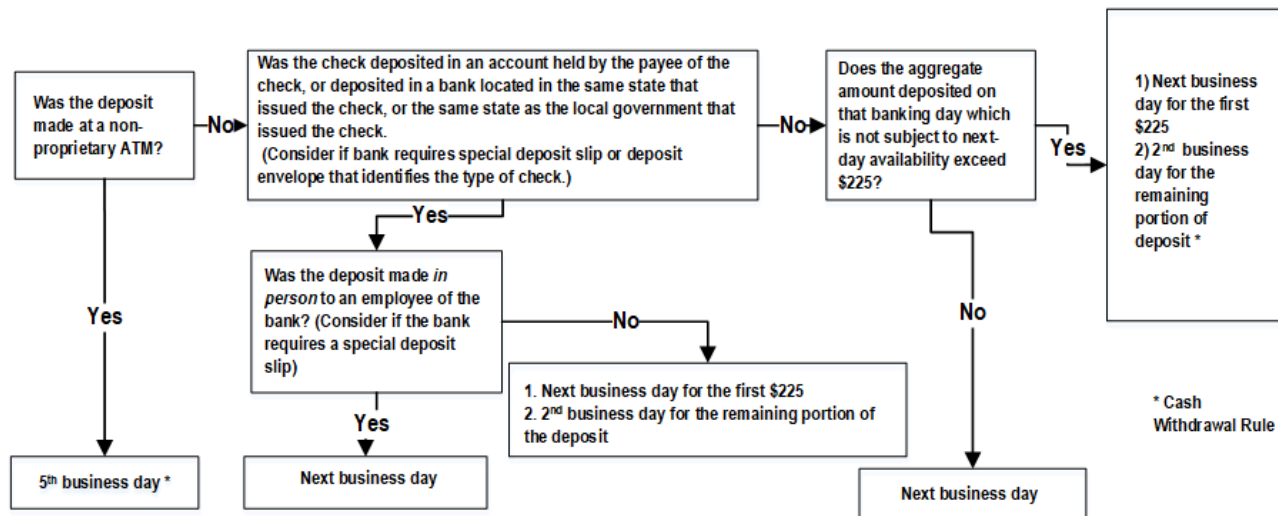 Was the deposit
made at a non-
proprietary ATM?
No
Was the check deposited in an account held by the payee of the
check, or deposited in a bank located in the same state that
issued the check, or the same state as the local government that
issued the check.
(Consider if bank requires special deposit slip or deposit
envelope that identifies the type of check.)
No
Does the aggregate
amount deposited on
that banking day which
is not subject to next-
day availability exceed
$225?
Yes
1) Next business
day for the first
$225
2) 2nd business
day for the
remaining
portion of
deposit *
Yes
Was the deposit made in
person to an employee of the
bank? (Consider if the bank
requires a special deposit
slip)
No
1. Next business day for the first $225
2. 2nd business day for the remaining portion of
the deposit
Yes
Next business day
Yes
5th business day *
No
Next business day
* Cash
Withdrawal Rule